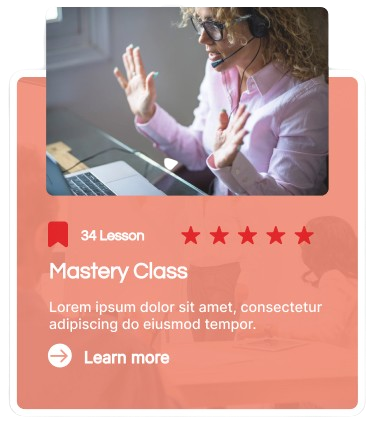 34 Lesson
Mastery Class
Lorem ipsum dolor sit amet, consectetur
adipiscing do eiusmod tempor.
Learn more